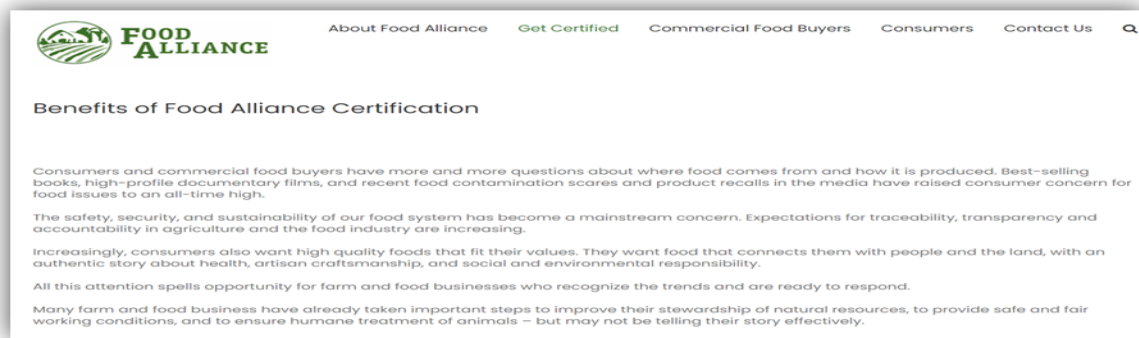 FOOD
ALLIANCE
About Food Alliance Get Certified Commercial Food Buyers Consumers Contact Us
Benefits of Food Alliance Certification
Consumers and commercial food buyers have more and more questions about where food comes from and how it is produced. Best-selling
books, high-profile documentary films, and recent food contamination scares and product recalls in the media have raised consumer concern for
food issues to an all-time high.
The safety, security, and sustainability of our food system has become a mainstream concern. Expectations for traceability, transparency and
accountability in agriculture and the food industry are increasing.
Increasingly, consumers also want high quality foods that fit their values. They want food that connects them with people and the land, with an
authentic story about health, artisan craftsmanship, and social and environmental responsibility.
All this attention spells opportunity for farm and food businesses who recognize the trends and are ready to respond.
Many farm and food business have already taken important steps to improve their stewardship of natural resources, to provide safe and fair
working conditions, and to ensure humane treatment of animals – but may not be telling their story effectively.